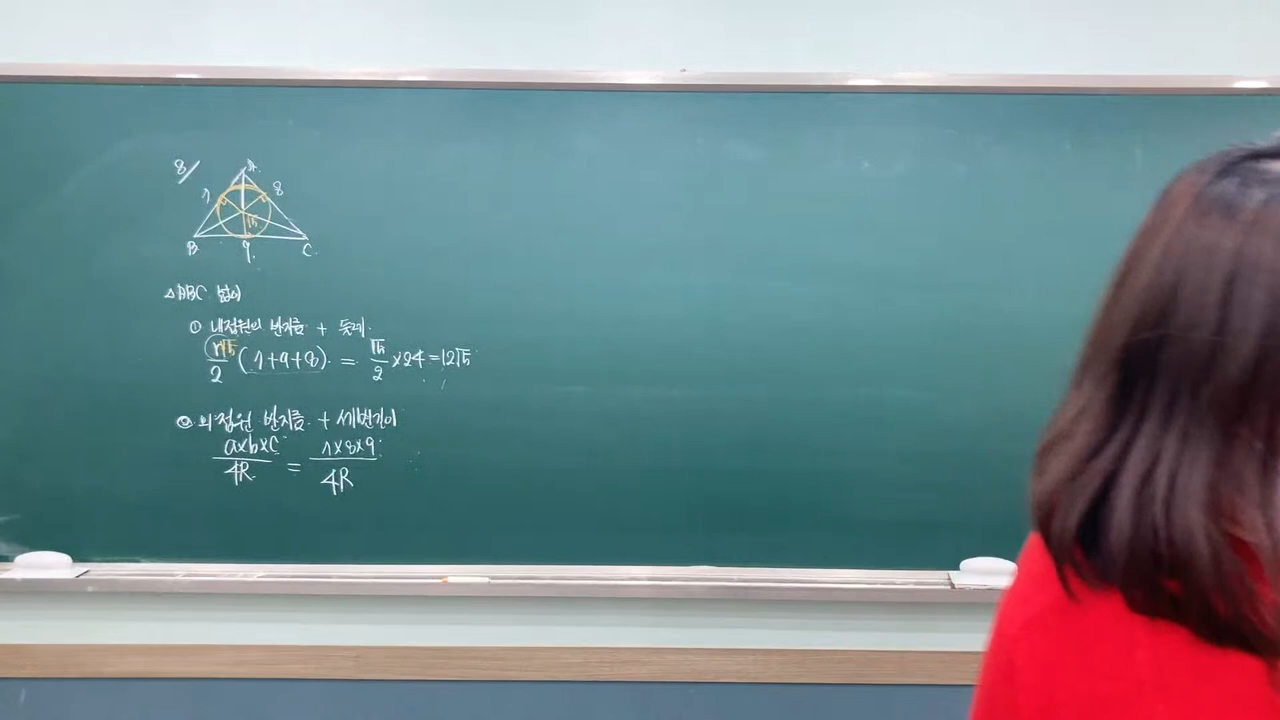 8/
A
7 8
√5
B 9 C
△ABC 넓이
① 내접원의 반지름 + 둘레.
r √5/2 (7+9+8) = √5/2 ×24 = 12√5
② 외접원 반지름 + 세변길이
a×b×c/4R = 7×8×9/4R